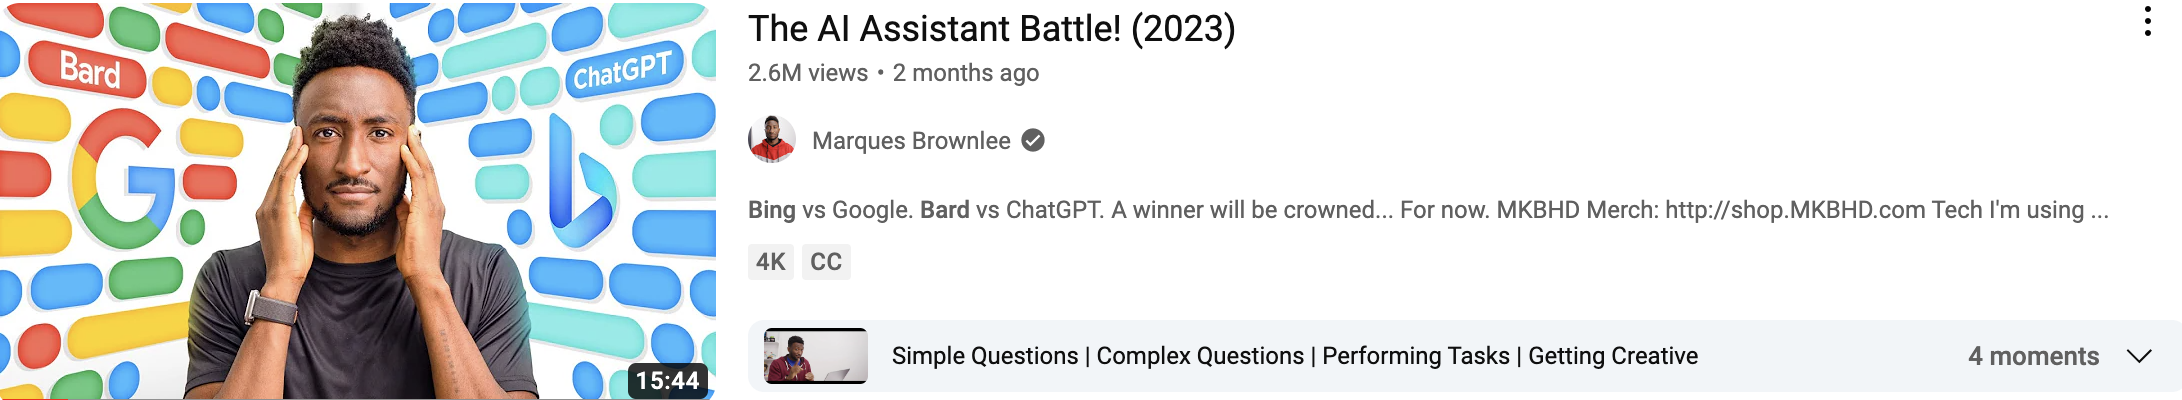 Bard
ChatGPT
15:44
The AI Assistant Battle! (2023)
2.6M views • 2 months ago
Marques Brownlee
Bing vs Google. Bard vs ChatGPT. A winner will be crowned... For now. MKBHD Merch: http://shop.MKBHD.com Tech I'm using ...
4K CC
Simple Questions | Complex Questions | Performing Tasks | Getting Creative
4 moments